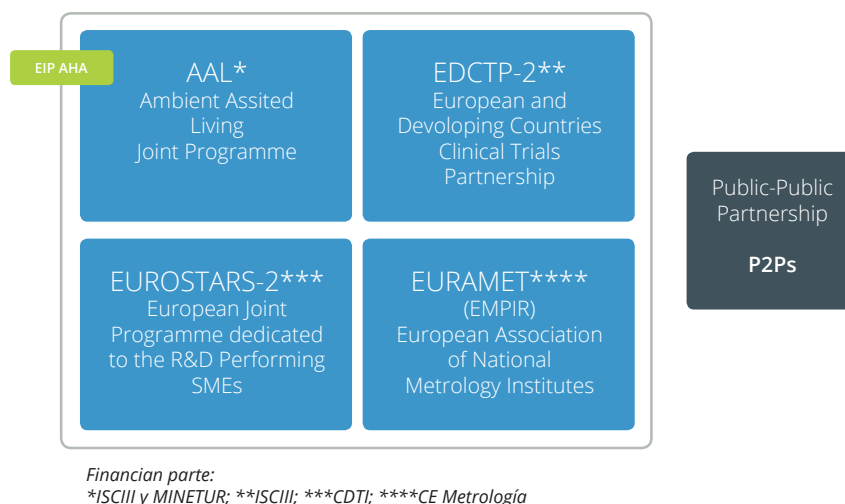 EIP AHA
AAL*
Ambient Assited
Living
Joint Programme
EDCTP-2**
European and
Devoloping Countries
Clinical Trials
Partnership
EUROSTARS-2***
European Joint
Programme dedicated
to the R&D Performing
SMEs
EURAMET****
(EMPIR)
European Association
of National
Metrology Institutes
Public-Public
Partnership
P2Ps
Financian parte:
*ISCIII y MINETUR; **ISCIII; ***CDTI; ****CE Metrología